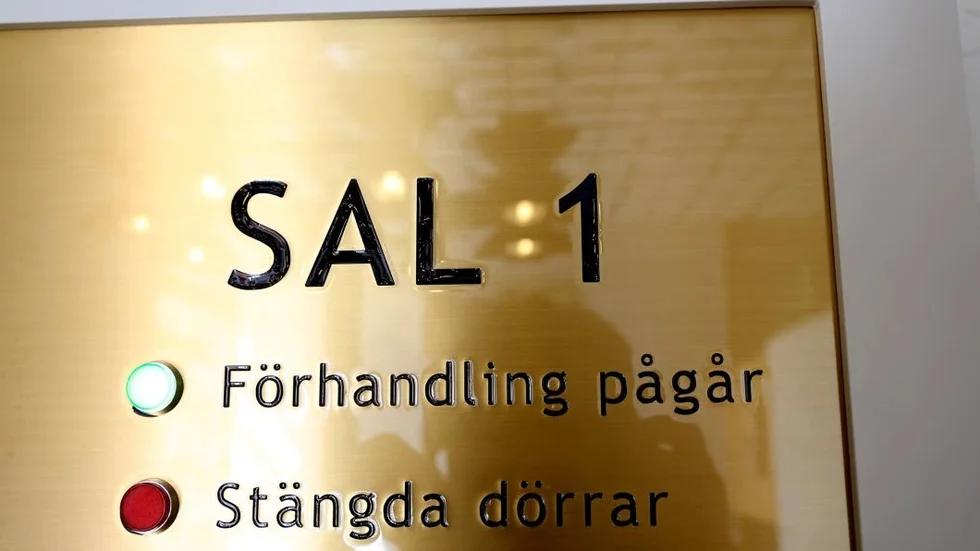 SAL 1
Förhandling pågår
Stängda dörrar